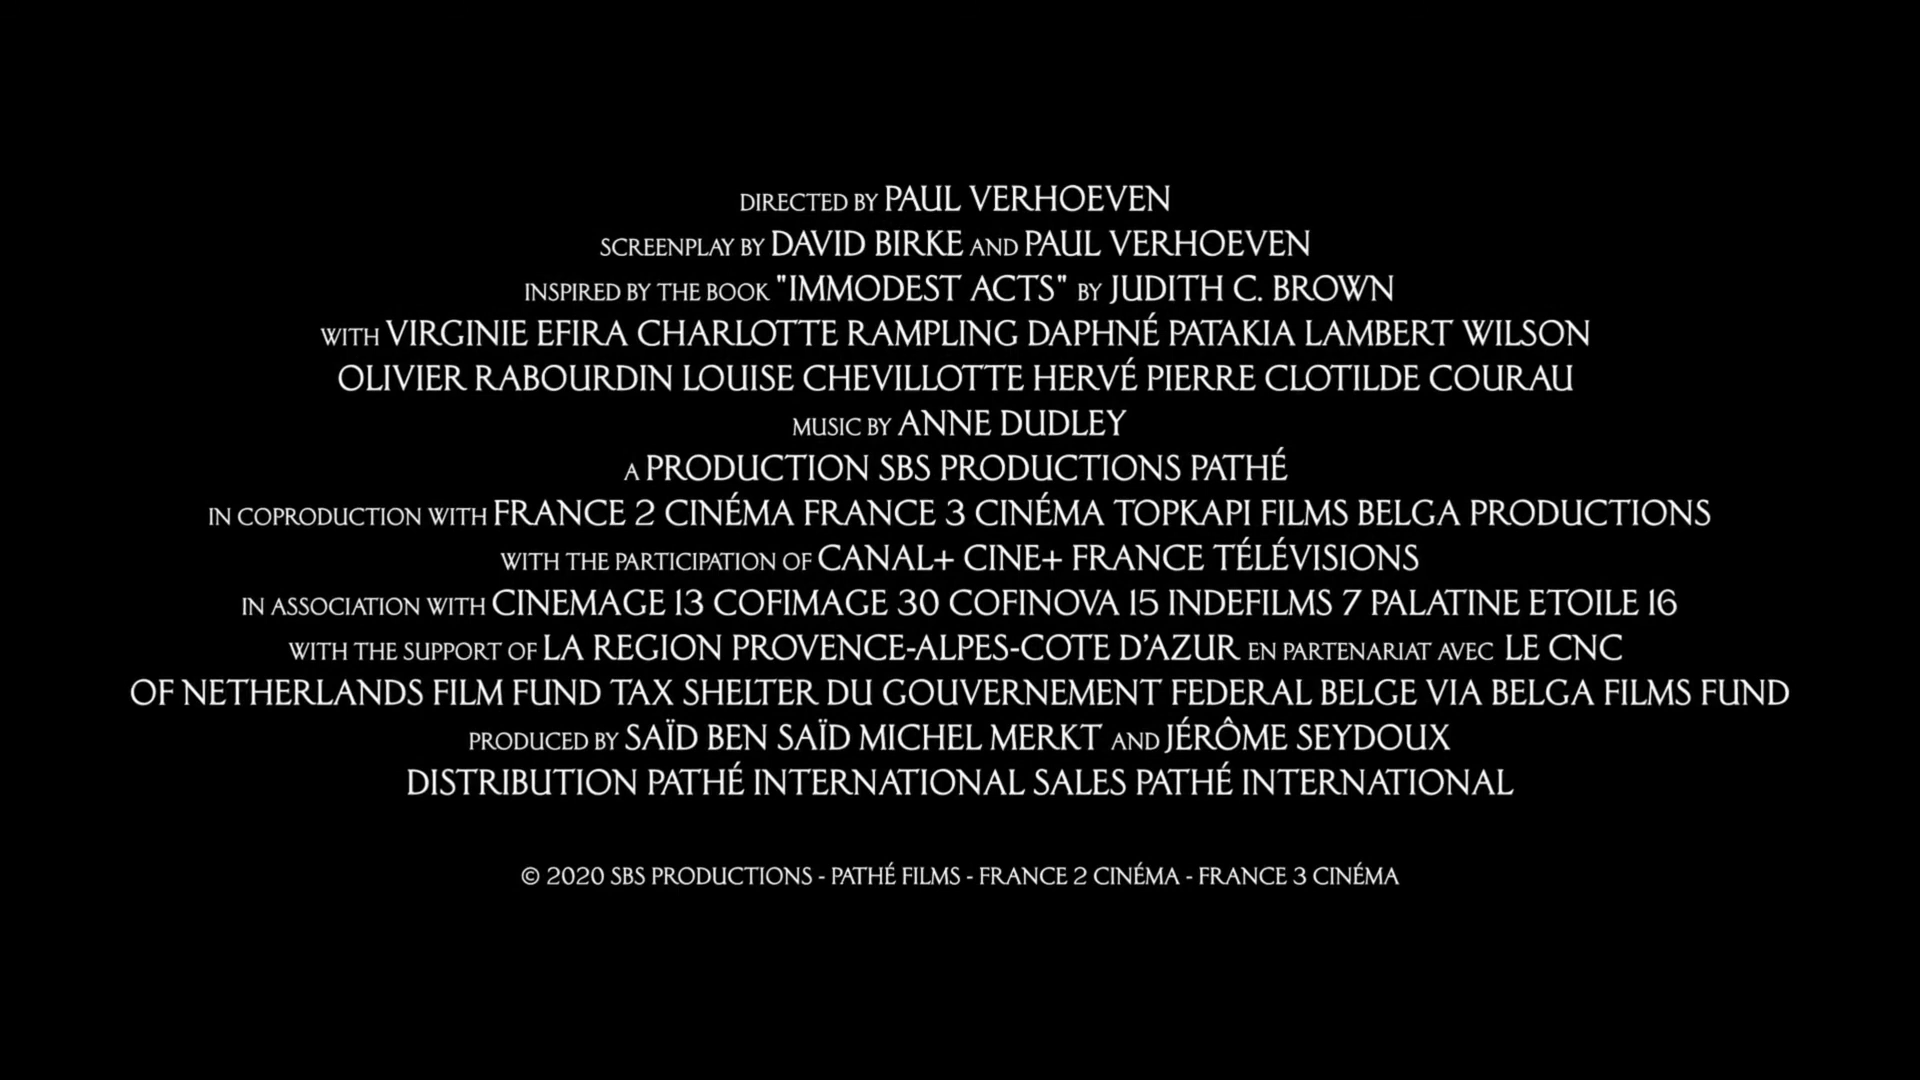 DIRECTED BY PAUL VERHOEVEN
SCREENPLAY BY DAVID BIRKE AND PAUL VERHOEVEN
INSPIRED BY THE BOOK "IMMODEST ACTS" BY JUDITH C. BROWN
WITH VIRGINIE EFIRA CHARLOTTE RAMPLING DAPHNÉ PATAKIA LAMBERT WILSON
OLIVIER RABOURDIN LOUISE CHEVILLOTTE HERVÉ PIERRE CLOTILDE COURAU
MUSIC BY ANNE DUDLEY
A PRODUCTION SBS PRODUCTIONS PATHÉ
IN COPRODUCTION WITH FRANCE 2 CINÉMA FRANCE 3 CINÉMA TOPKAPI FILMS BELGA PRODUCTIONS
WITH THE PARTICIPATION OF CANAL+ CINE+ FRANCE TÉLÉVISIONS
IN ASSOCIATION WITH CINEMAGE 13 COFIMAGE 30 COFINOVA 15 INDEFILMS 7 PALATINE ETOILE 16
WITH THE SUPPORT OF LA REGION PROVENCE-ALPES-COTE D'AZUR EN PARTENARIAT AVEC LE CNC
OF NETHERLANDS FILM FUND TAX SHELTER DU GOUVERNEMENT FEDERAL BELGE VIA BELGA FILMS FUND
PRODUCED BY SAÏD BEN SAÏD MICHEL MERKT AND JÉRÔME SEYDOUX
DISTRIBUTION PATHÉ INTERNATIONAL SALES PATHÉ INTERNATIONAL
© 2020 SBS PRODUCTIONS - PATHÉ FILMS - FRANCE 2 CINÉMA - FRANCE 3 CINÉMA